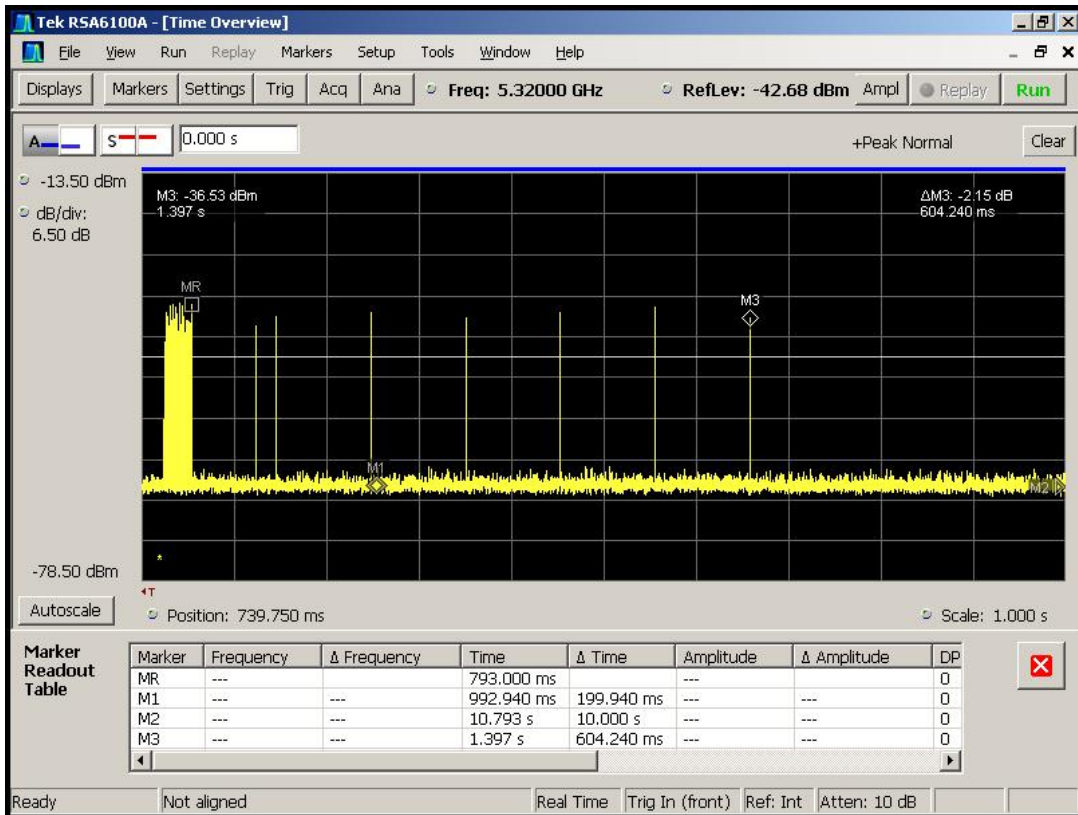 Tek RSA6100A - [Time Overview]
File View Run Replay Markers Setup Tools Window Help
Displays Markers Settings Trig Acq Ana Freq: 5.32000 GHz RefLev: -42.68 dBm Ampl Replay Run
A S 0.000 s +Peak Normal Clear
-13.50 dBm
dB/div:
6.50 dB
M3: -36.53 dBm
1.397 s
ΔM3: -2.15 dB
604.240 ms
MR
M3
M1
M2
-78.50 dBm
T
Autoscale Position: 739.750 ms Scale: 1.000 s
Marker
Readout
Table
Marker Frequency Δ Frequency Time Δ Time Amplitude Δ Amplitude DP
MR --- 793.000 ms --- 0
M1 --- --- 992.940 ms 199.940 ms --- --- 0
M2 --- --- 10.793 s 10.000 s --- --- 0
M3 --- --- 1.397 s 604.240 ms --- --- 0
Ready Not aligned Real Time Trig In (front) Ref: Int Atten: 10 dB